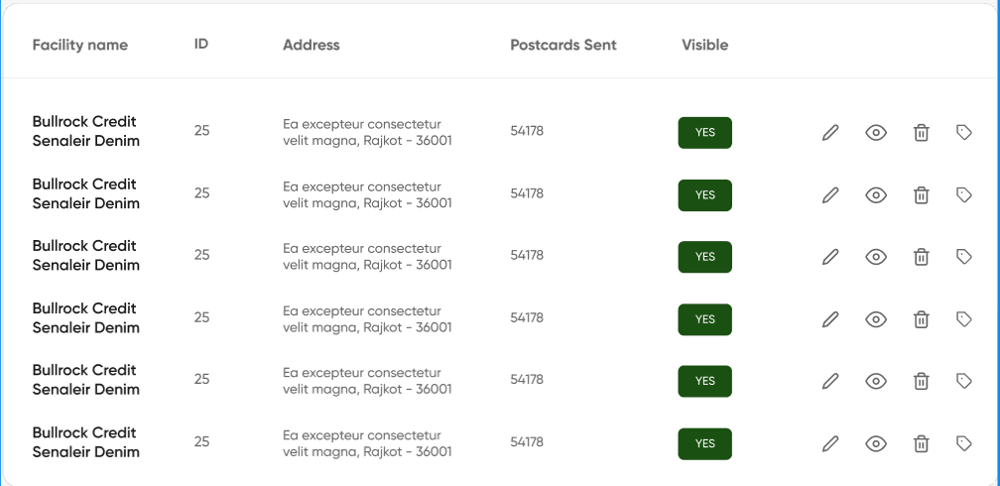 Facility name ID Address Postcards Sent Visible
Bullrock Credit
Senaleir Denim
25
Ea excepteur consectetur
velit magna, Rajkot - 36001
54178
YES
Bullrock Credit
Senaleir Denim
25
Ea excepteur consectetur
velit magna, Rajkot - 36001
54178
YES
Bullrock Credit
Senaleir Denim
25
Ea excepteur consectetur
velit magna, Rajkot - 36001
54178
YES
Bullrock Credit
Senaleir Denim
25
Ea excepteur consectetur
velit magna, Rajkot - 36001
54178
YES
Bullrock Credit
Senaleir Denim
25
Ea excepteur consectetur
velit magna, Rajkot - 36001
54178
YES
Bullrock Credit
Senaleir Denim
25
Ea excepteur consectetur
velit magna, Rajkot - 36001
54178
YES